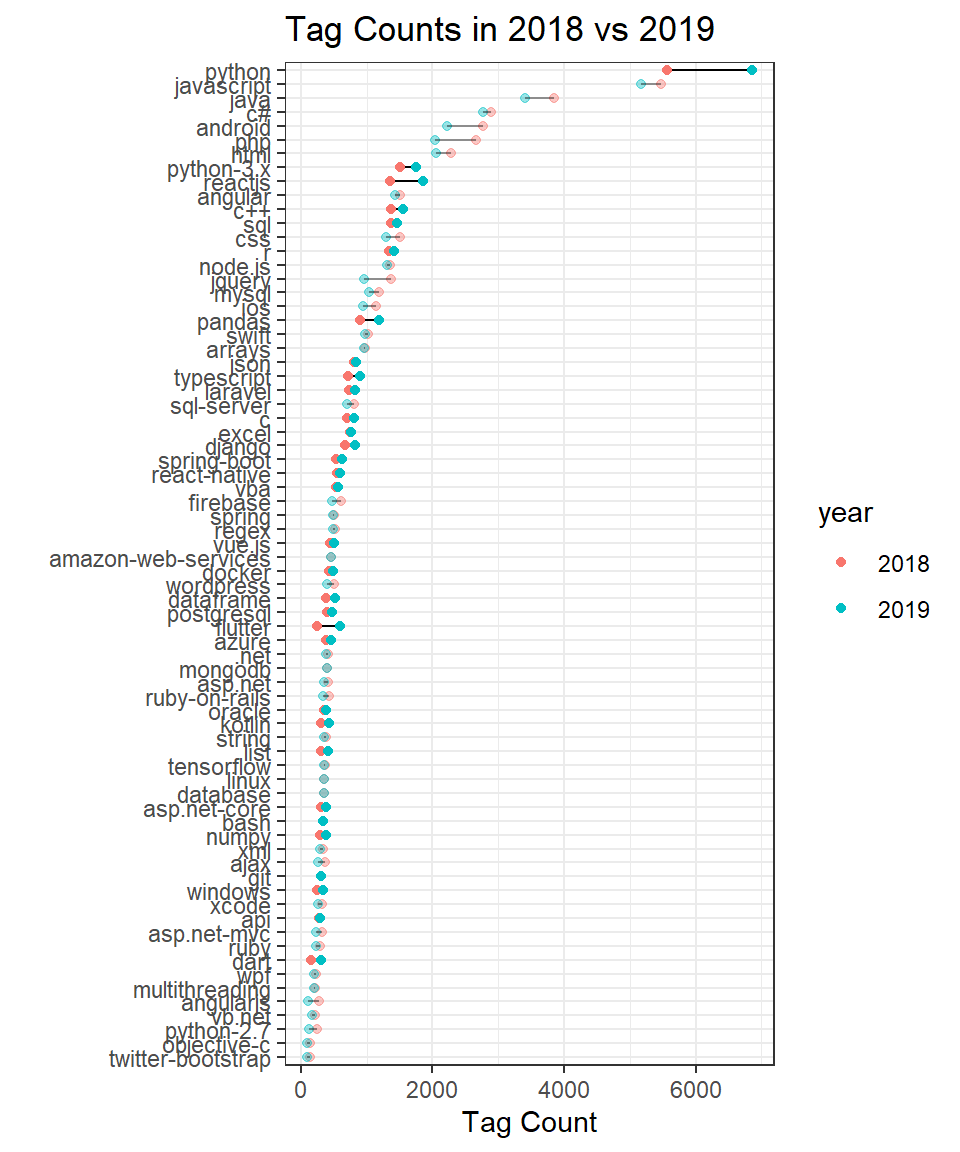 Tag Counts in 2018 vs 2019
python
javascript
java
c#
android
php
html
python-3.x
reactjs
angular
c++
sql
css
r
node.js
jquery
mysql
ios
pandas
swift
arrays
json
typescript
laravel
sql-server
c
excel
django
spring-boot
react-native
vba
firebase
spring
regex
vue.js
amazon-web-services
docker
wordpress
dataframe
postgresql
flutter
azure
.net
mongodb
asp.net
ruby-on-rails
oracle
kotlin
string
list
tensorflow
linux
database
asp.net-core
bash
numpy
xml
ajax
git
windows
xcode
api
asp.net-mvc
ruby
dart
wpf
multithreading
angularjs
vb.net
python-2.7
objective-c
twitter-bootstrap
0 2000 4000 6000
Tag Count
year
2018
2019